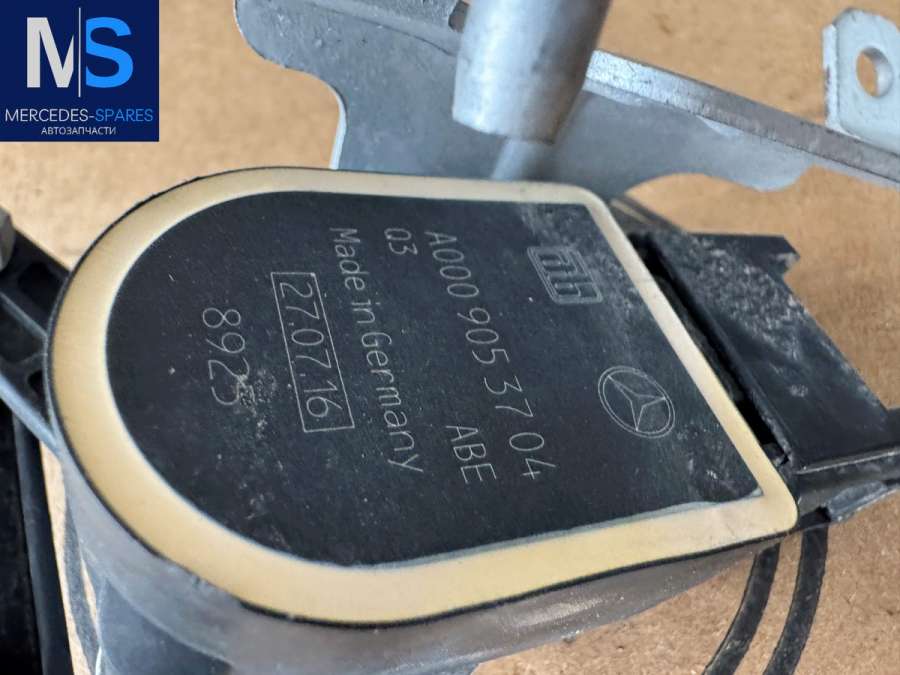 MS
MERCEDES-SPARES
АВТОЗАПЧАСТИ
A000 905 37 04
03 ABE
Made in Germany
27.07.16
8925